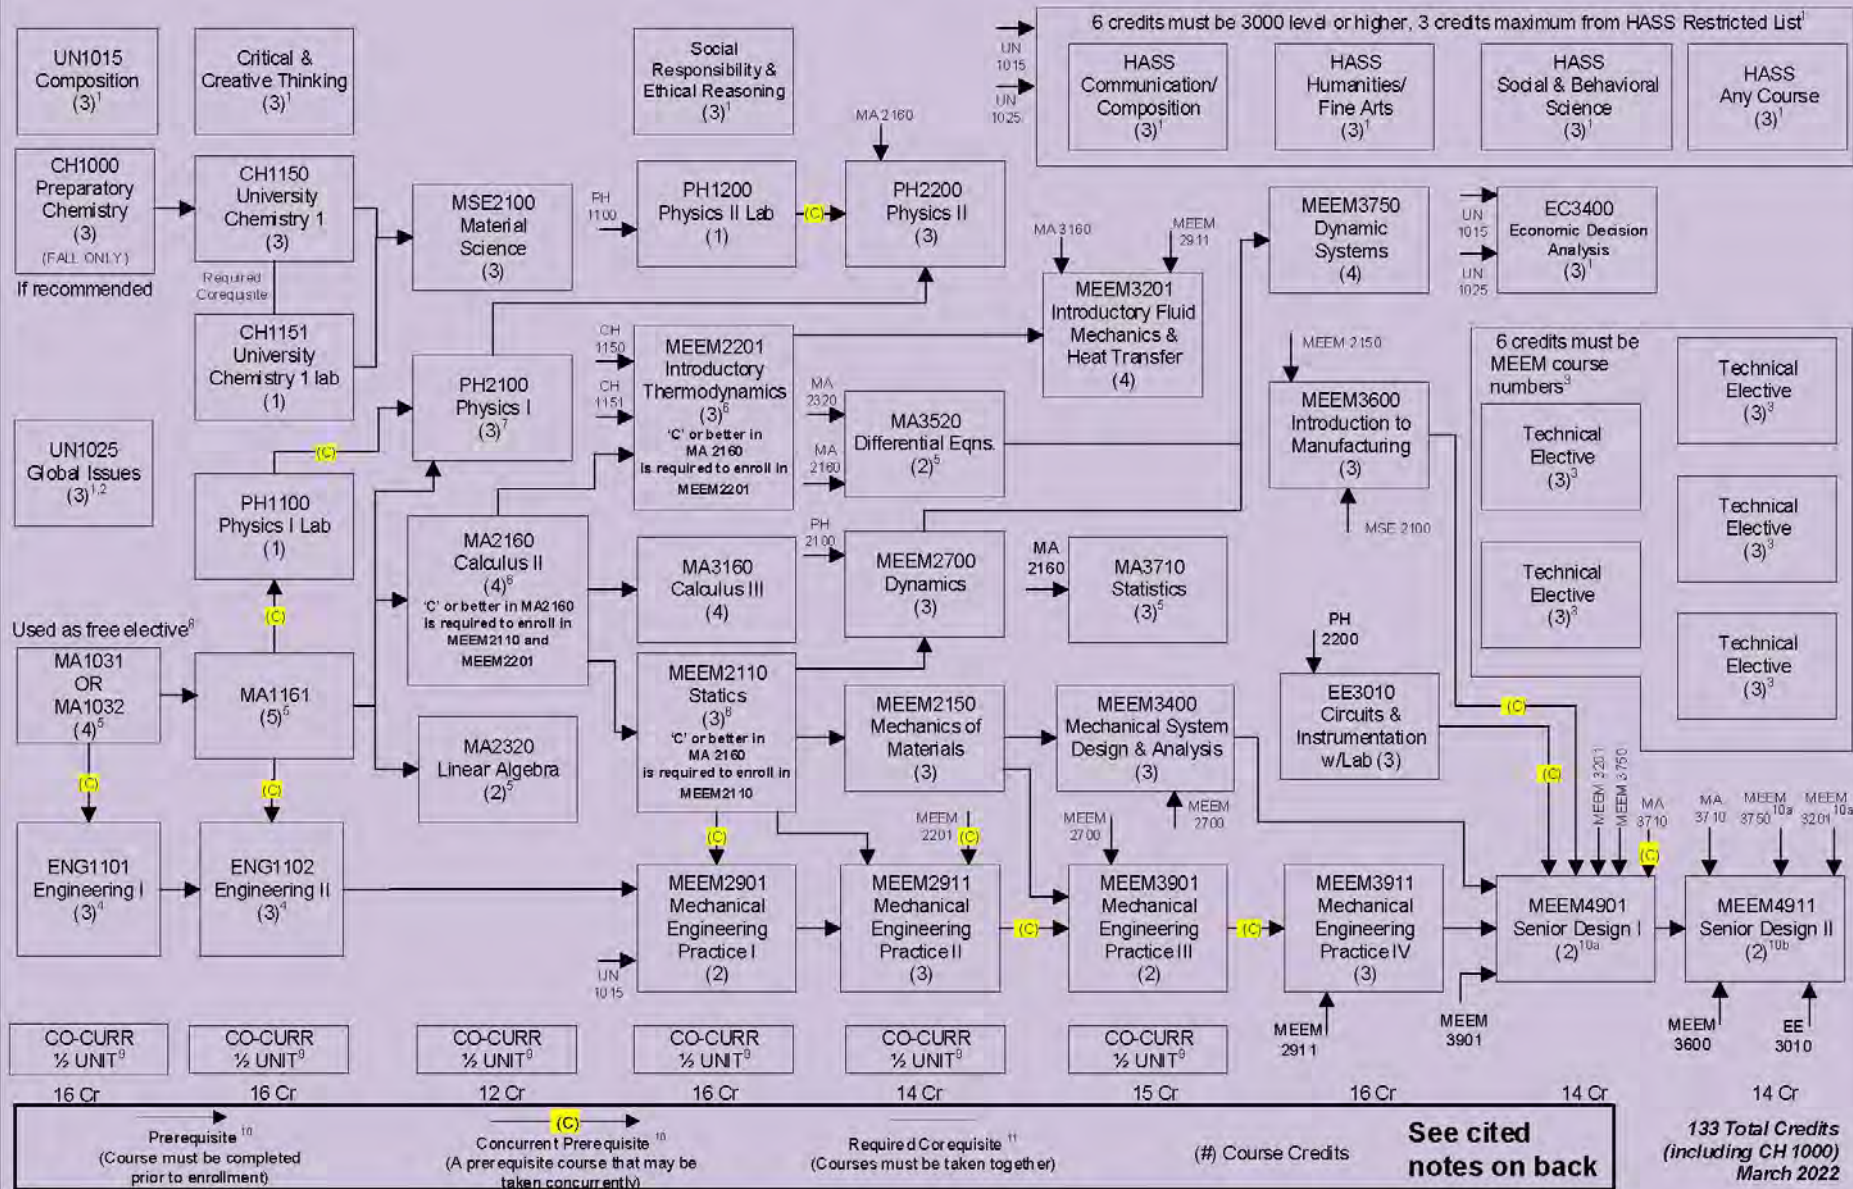 6 credits must be 3000 level or higher, 3 credits maximum from HASS Restricted List1
UN1015
Composition
(3)1
Critical &
Creative Thinking
(3)1
Social
Responsibility &
Ethical Reasoning
(3)1
UN
1015
UN
1025
HASS
Communication/
Composition
(3)1
HASS
Humanities/
Fine Arts
(3)1
HASS
Social & Behavioral
Science
(3)1
HASS
Any Course
(3)1
CH1000
Preparatory
Chemistry
(3)
(FALL ONLY)
If recommended
CH1150
University
Chemistry 1
(3)
Required
Corequisite
CH1151
University
Chemistry 1 lab
(1)
MSE2100
Material
Science
(3)
PH
1100
PH1200
Physics II Lab
(1)
(C)
MA 2160
PH2200
Physics II
(3)
MA 3160
MEEM
2911
MEEM3201
Introductory Fluid
Mechanics &
Heat Transfer
(4)
MEEM3750
Dynamic
Systems
(4)
UN
1015
UN
1025
EC3400
Economic Decision
Analysis
(3)1
UN1025
Global Issues
(3)1,2
(C)
PH1100
Physics I Lab
(1)
(C)
PH2100
Physics I
(3)7
CH
1150
CH
1151
MEEM2201
Introductory
Thermodynamics
(3)6
'C' or better in
MA 2160
is required to enroll in
MEEM2201
MA
2320
MA
2160
MA3520
Differential Eqns.
(2)5
MEEM 2150
MEEM3600
Introduction to
Manufacturing
(3)
MSE 2100
6 credits must be
MEEM course
numbers3
Technical
Elective
(3)3
Technical
Elective
(3)3
Technical
Elective
(3)3
Technical
Elective
(3)3
Technical
Elective
(3)3
Used as free elective8
MA1031
OR
MA1032
(4)5
MA1161
(5)5
MA2160
Calculus II
(4)6
'C' or better in MA2160
is required to enroll in
MEEM2110 and
MEEM2201
MA3160
Calculus III
(4)
PH
2100
MEEM2700
Dynamics
(3)
MA
2160
MA3710
Statistics
(3)5
MA2320
Linear Algebra
(2)5
MEEM2110
Statics
(3)6
'C' or better in
MA 2160
is required to enroll in
MEEM2110
MEEM2150
Mechanics of
Materials
(3)
MEEM3400
Mechanical System
Design & Analysis
(3)
MEEM
2700
PH
2200
EE3010
Circuits &
Instrumentation
w/Lab (3)
(C)
(C)
(C)
(C)
(C)
MEEM
2201
(C)
MEEM
2700
MEEM 3201
MEEM 3750
MA
3710
(C)
MA
3710
MEEM
3750 10a
MEEM
3201 10a
ENG1101
Engineering I
(3)4
ENG1102
Engineering II
(3)4
UN
1015
MEEM2901
Mechanical
Engineering
Practice I
(2)
MEEM2911
Mechanical
Engineering
Practice II
(3)
(C)
MEEM3901
Mechanical
Engineering
Practice III
(2)
(C)
MEEM3911
Mechanical
Engineering
Practice IV
(3)
MEEM4901
Senior Design I
(2)10a
MEEM4911
Senior Design II
(2)10b
MEEM
2911
MEEM
3901
MEEM
3600
EE
3010
CO-CURR
½ UNIT9
CO-CURR
½ UNIT9
CO-CURR
½ UNIT9
CO-CURR
½ UNIT9
CO-CURR
½ UNIT9
CO-CURR
½ UNIT9
16 Cr
16 Cr
12 Cr
16 Cr
14 Cr
15 Cr
16 Cr
14 Cr
14 Cr
Prerequisite 10
(Course must be completed
prior to enrollment)
(C)
Concurrent Prerequisite 10
(A prerequisite course that may be
taken concurrently)
Required Corequisite 11
(Courses must be taken together)
(#) Course Credits
See cited
notes on back
133 Total Credits
(including CH 1000)
March 2022